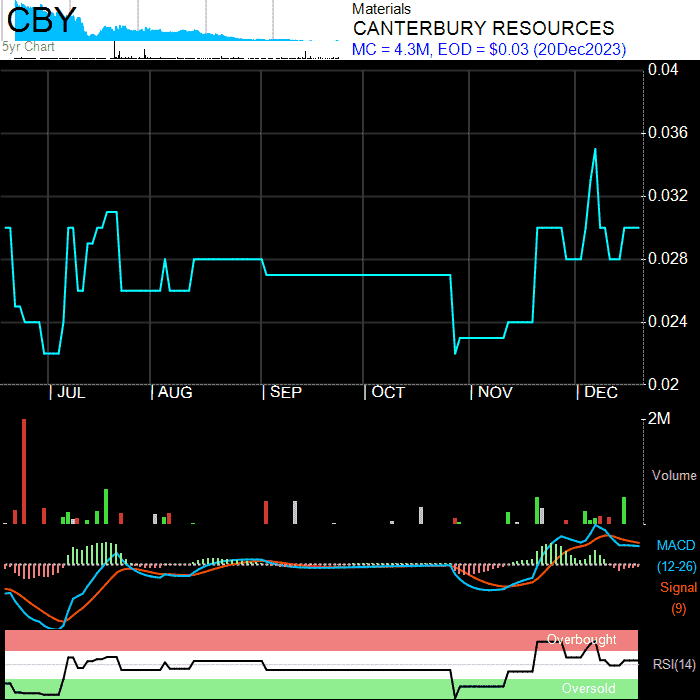 CBY
5yr Chart
Materials
CANTERBURY RESOURCES
MC = 4.3M, EOD = $0.03 (20Dec2023)
0.04
0.036
0.032
0.028
0.024
0.02
JUL
AUG
SEP
OCT
NOV
DEC
2M
Volume
MACD
(12-26)
Signal
(9)
Overbought
RSI(14)
Oversold